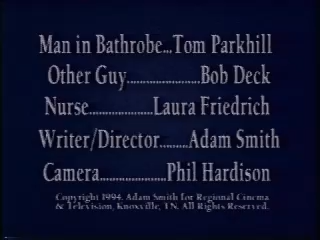 Man in Bathrobe...Tom Parkhill
Other Guy......................Bob Deck
Nurse...................Laura Friedrich
Writer/Director.........Adam Smith
Camera....................Phil Hardison
Copyright 1994. Adam Smith for Regional Cinema
& Television, Knoxville, TN. All Rights Reserved.